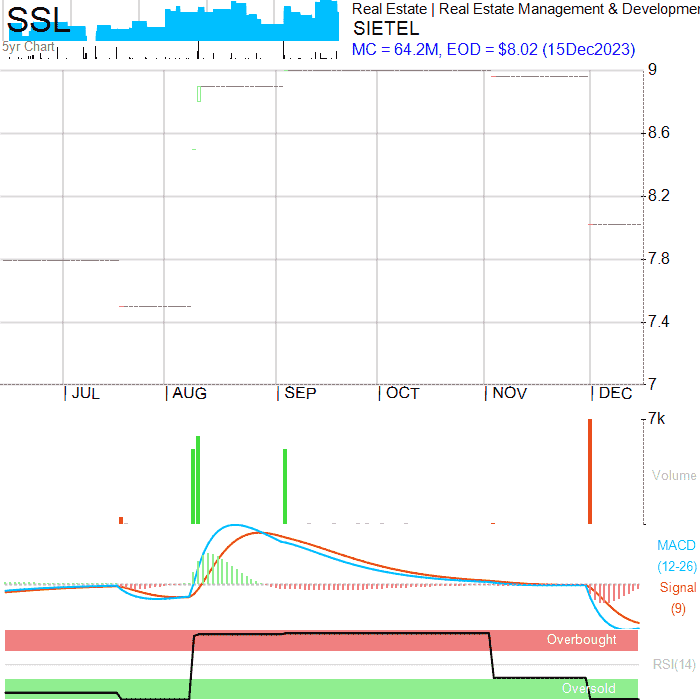 SSL
Real Estate | Real Estate Management & Developmen
SIETEL
5yr Chart
MC = 64.2M, EOD = $8.02 (15Dec2023)
9
8.6
8.2
7.8
7.4
7
| JUL | AUG | SEP | OCT | NOV | DEC
7k
Volume
MACD
(12-26)
Signal
(9)
Overbought
RSI(14)
Oversold